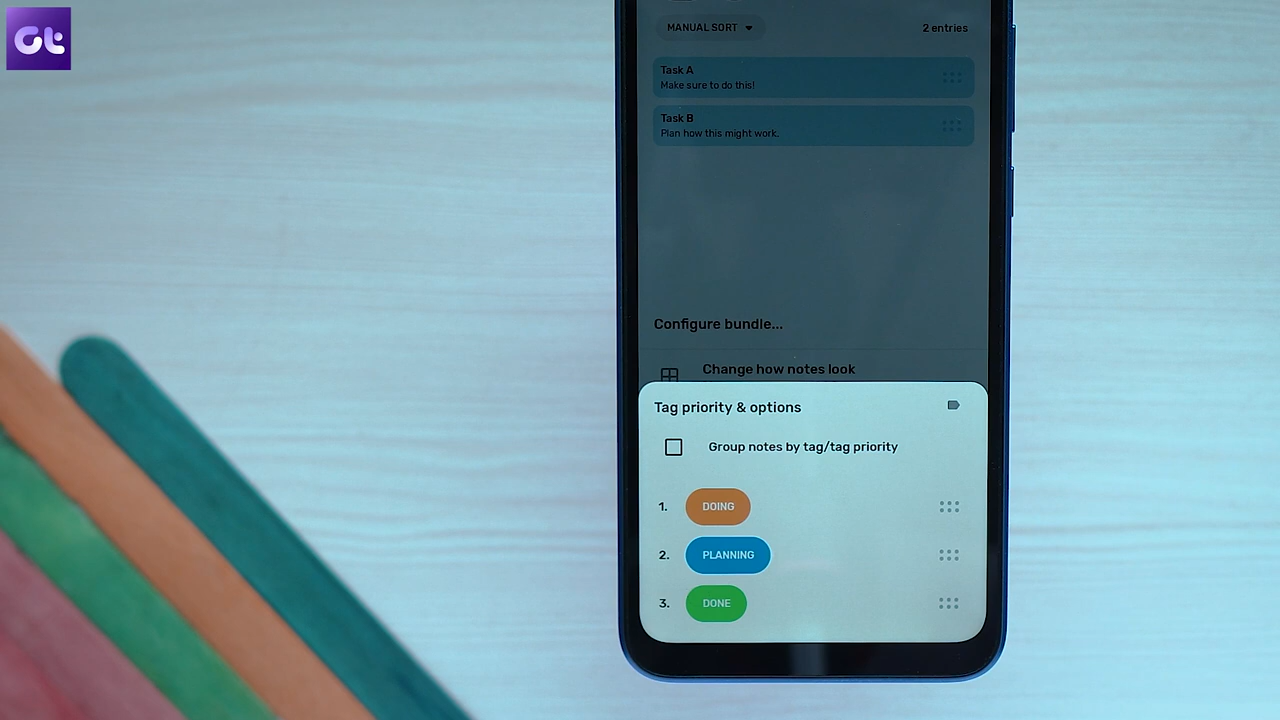 Gt
MANUAL SORT
2 entries
Task A
Make sure to do this!
Task B
Plan how this might work.
Configure bundle...
Change how notes look
Tag priority & options
Group notes by tag/tag priority
1. DOING
2. PLANNING
3. DONE